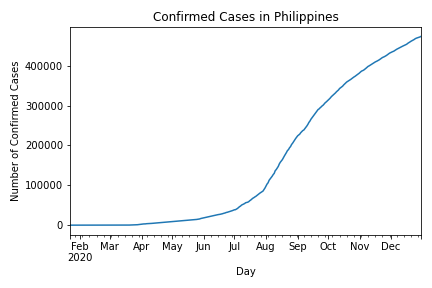 Confirmed Cases in Philippines
Number of Confirmed Cases
400000
300000
200000
100000
0
Feb Mar Apr May Jun Jul Aug Sep Oct Nov Dec
2020
Day